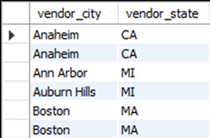 vendor_city vendor_state
Anaheim CA
Anaheim CA
Ann Arbor MI
Auburn Hills MI
Boston MA
Boston MA